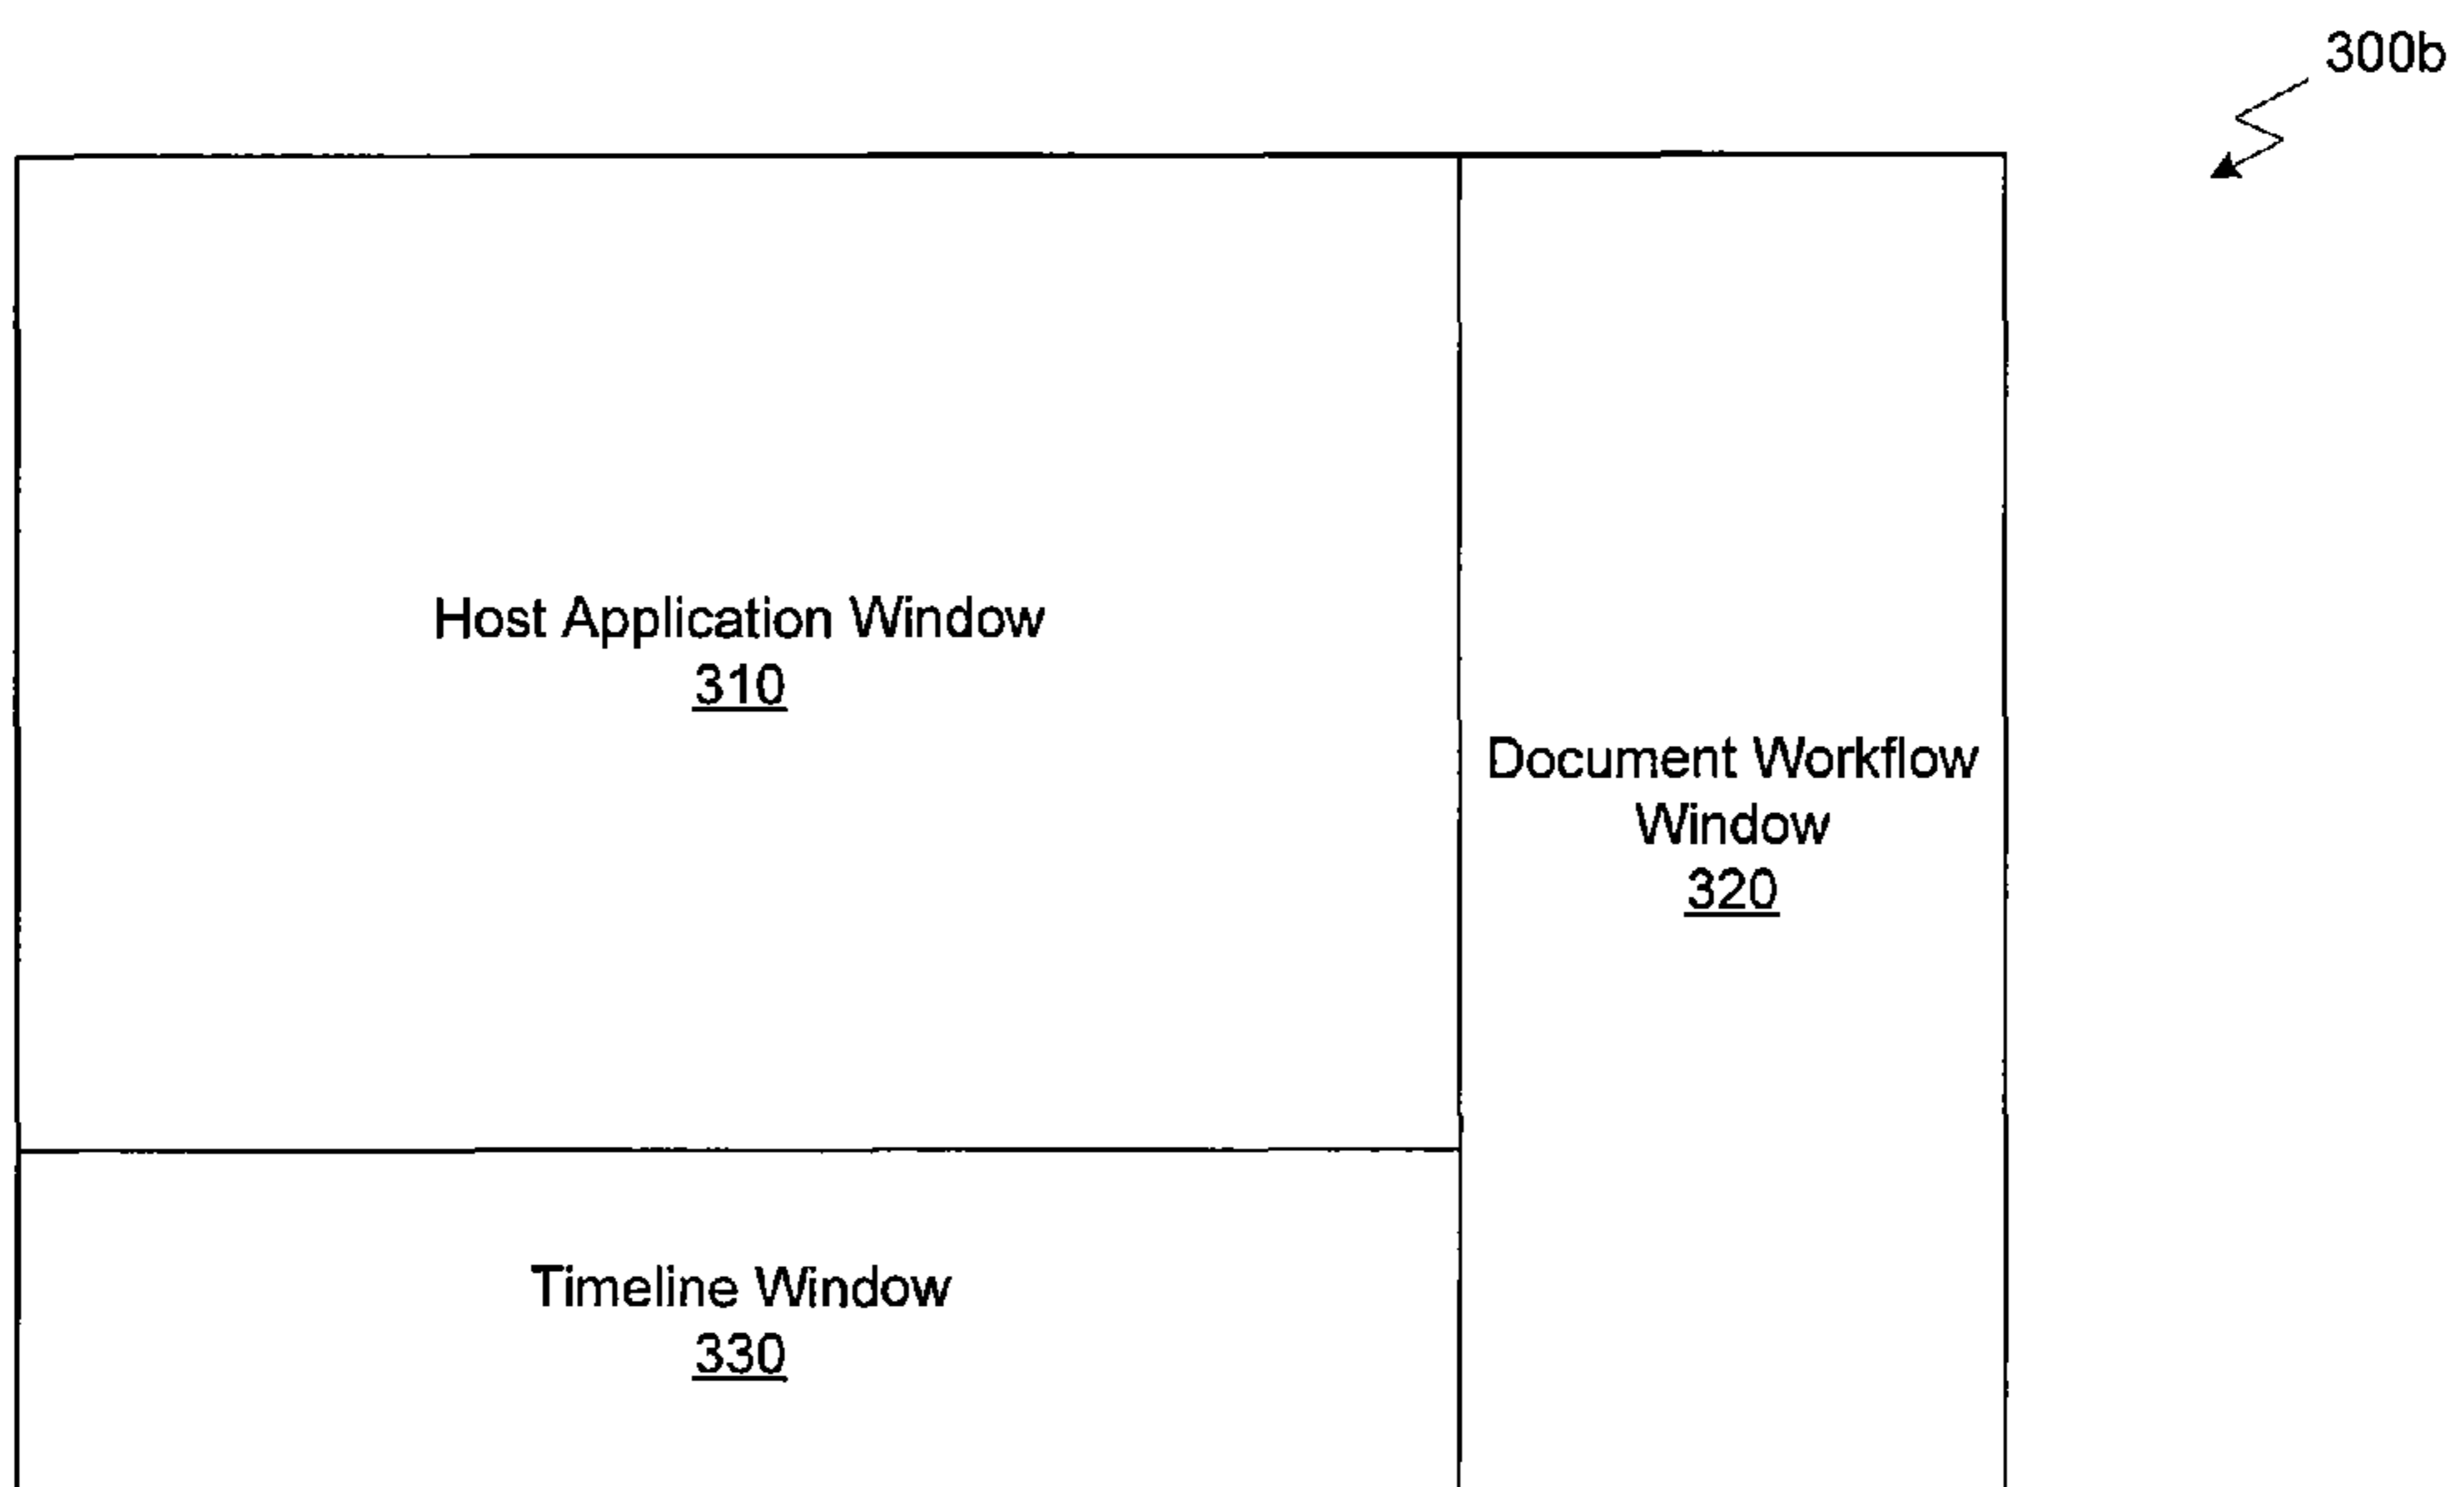 300b
Host Application Window
310
Document Workflow
Window
320
Timeline Window
330